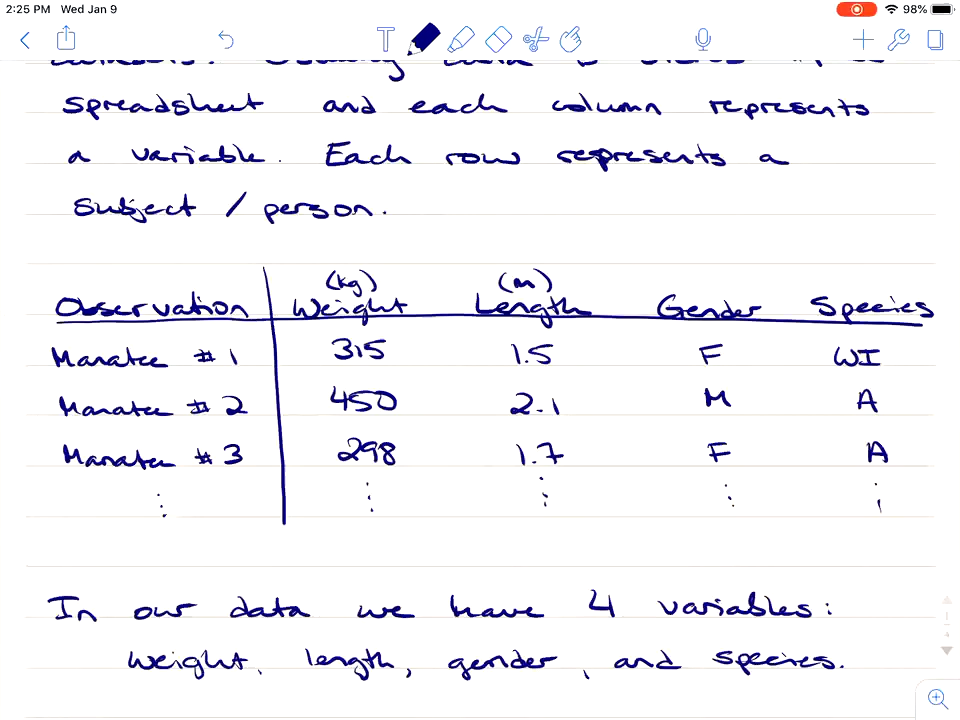 2:25 PM Wed Jan 9 98%
T
spreadsheet and each column represents
a variable. Each row represents a
subject / person.
(kg) (m)
Observation Weight Length Gender Species
Manatee #1 315 1.5 F WI
Manatee #2 450 2.1 M A
Manatee #3 298 1.7 F A
In our data we have 4 variables:
weight, length, gender, and species.